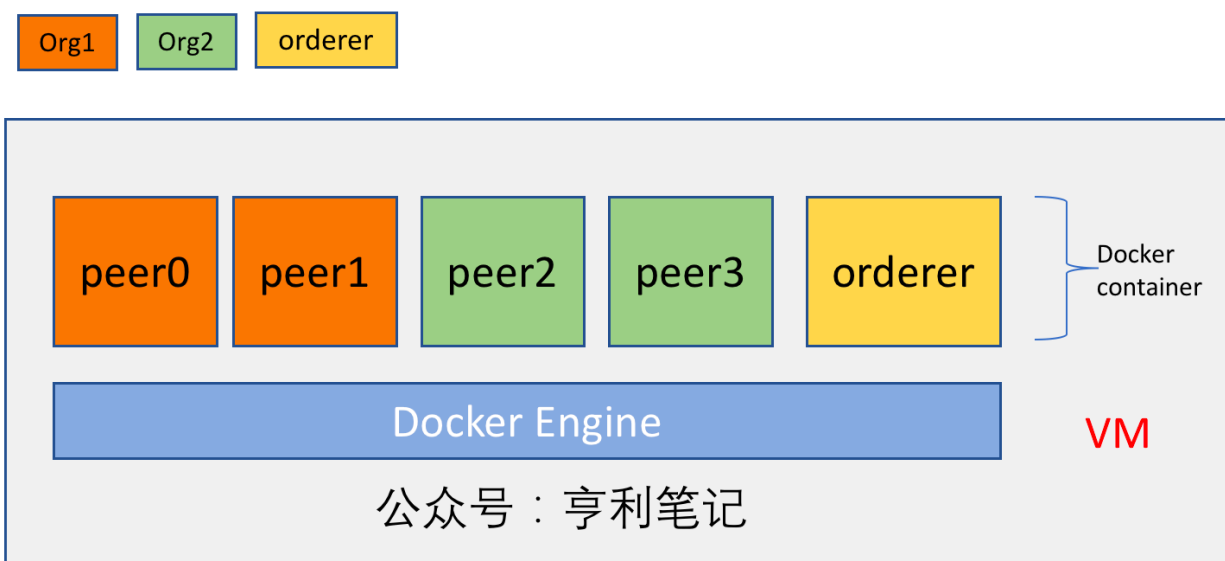 Org1
Org2
orderer
peer0
peer1
peer2
peer3
orderer
Docker
container
Docker Engine
VM
公众号：亨利笔记